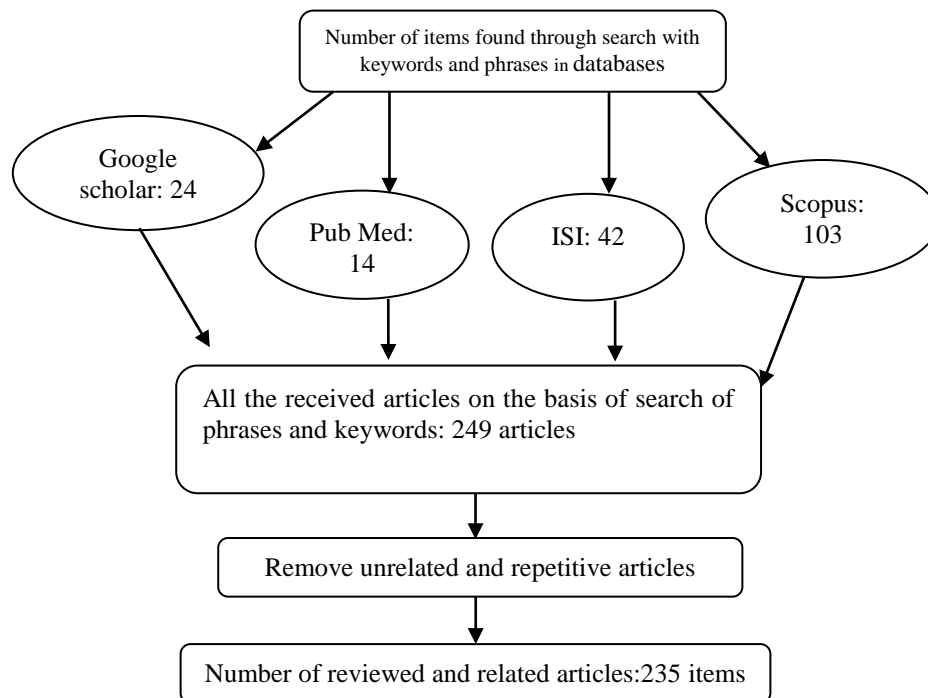 Number of items found through search with
keywords and phrases in databases
Google
scholar: 24
Pub Med:
14
ISI: 42
Scopus:
103
All the received articles on the basis of search of
phrases and keywords: 249 articles
Remove unrelated and repetitive articles
Number of reviewed and related articles:235 items